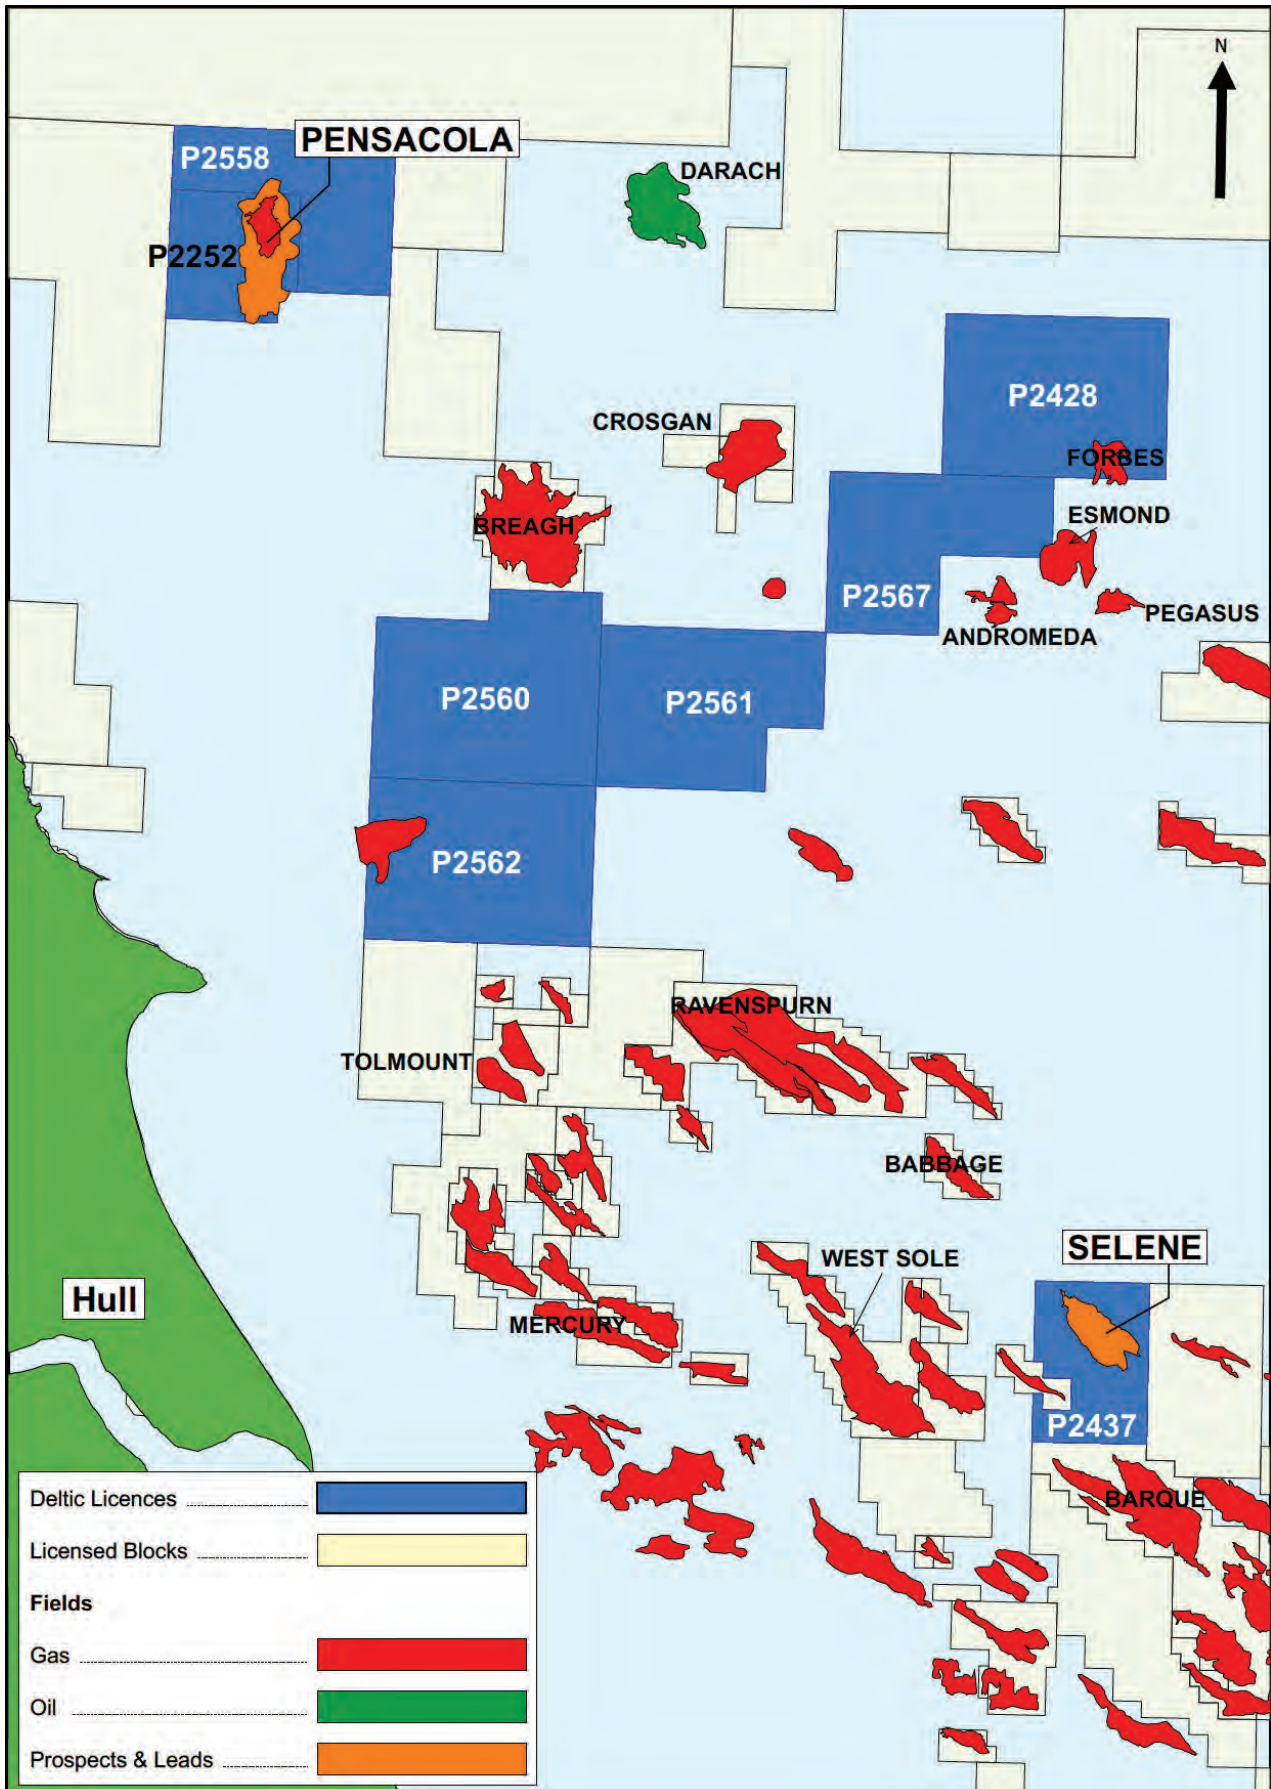 N
PENSACOLA
P2558
DARACH
P2252
P2428
CROSGAN
FORBES
ESMOND
BREAGH
P2567
PEGASUS
ANDROMEDA
P2560
P2561
P2562
RAVENSPURN
TOLMOUNT
BABBAGE
SELENE
WEST SOLE
Hull
MERCURY
P2437
BARQUE
Deltic Licences
Licensed Blocks
Fields
Gas
Oil
Prospects & Leads